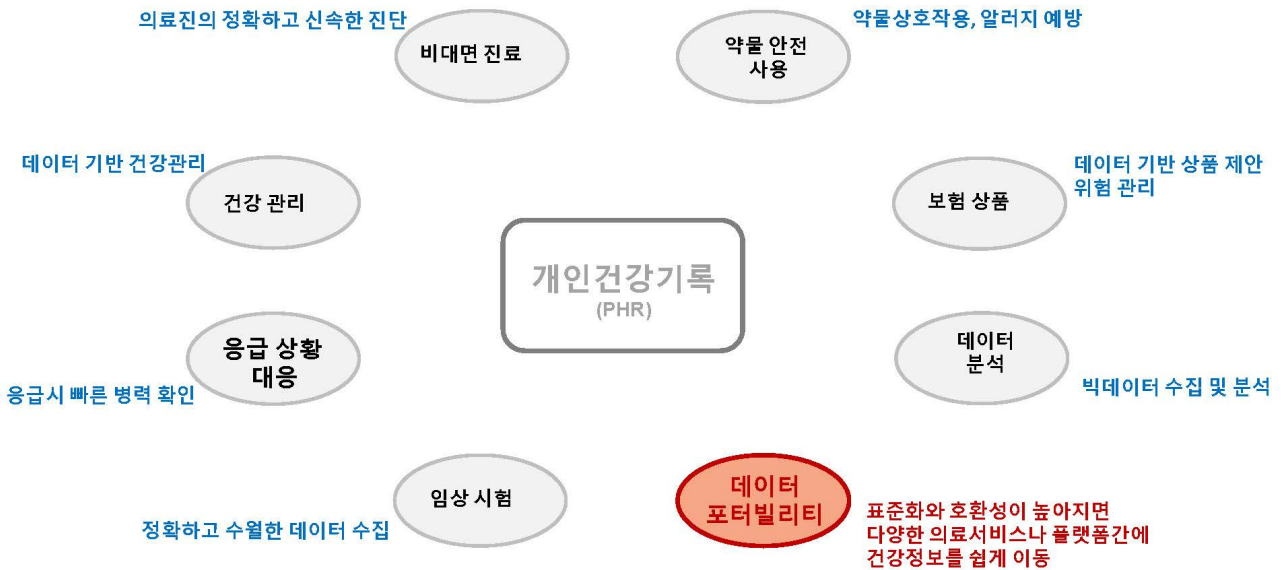 의료진의 정확하고 신속한 진단
비대면 진료
약물 안전
사용
약물상호작용, 알러지 예방
데이터 기반 건강관리
건강 관리
보험 상품
데이터 기반 상품 제안
위험 관리
개인건강기록
(PHR)
응급 상황
대응
응급시 빠른 병력 확인
데이터
분석
빅데이터 수집 및 분석
임상 시험
정확하고 수월한 데이터 수집
데이터
포터빌리티
표준화와 호환성이 높아지면
다양한 의료서비스나 플랫폼간에
건강정보를 쉽게 이동